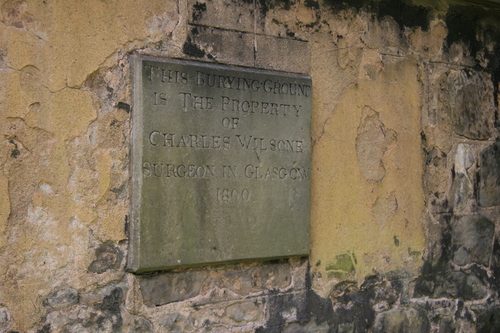 THIS BURYING GROUND
IS THE PROPERTY
OF
CHARLES WILSONE
SURGEON IN GLASGOW
1800